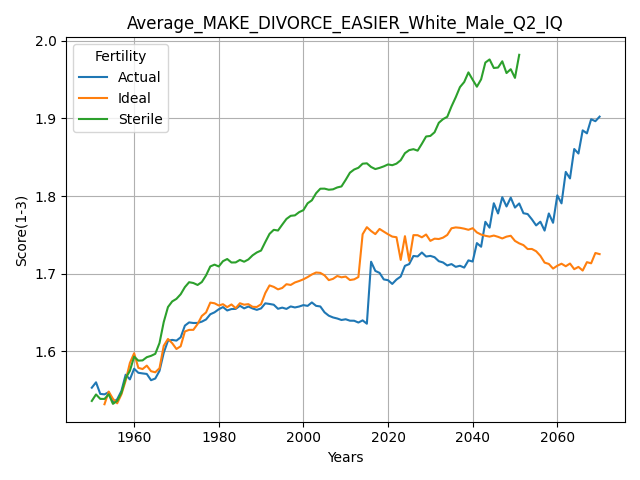 Average_MAKE_DIVORCE_EASIER_White_Male_Q2_IQ
Fertility
Actual
Ideal
Sterile
Score(1-3)
2.0
1.9
1.8
1.7
1.6
1960 1980 2000 2020 2040 2060
Years